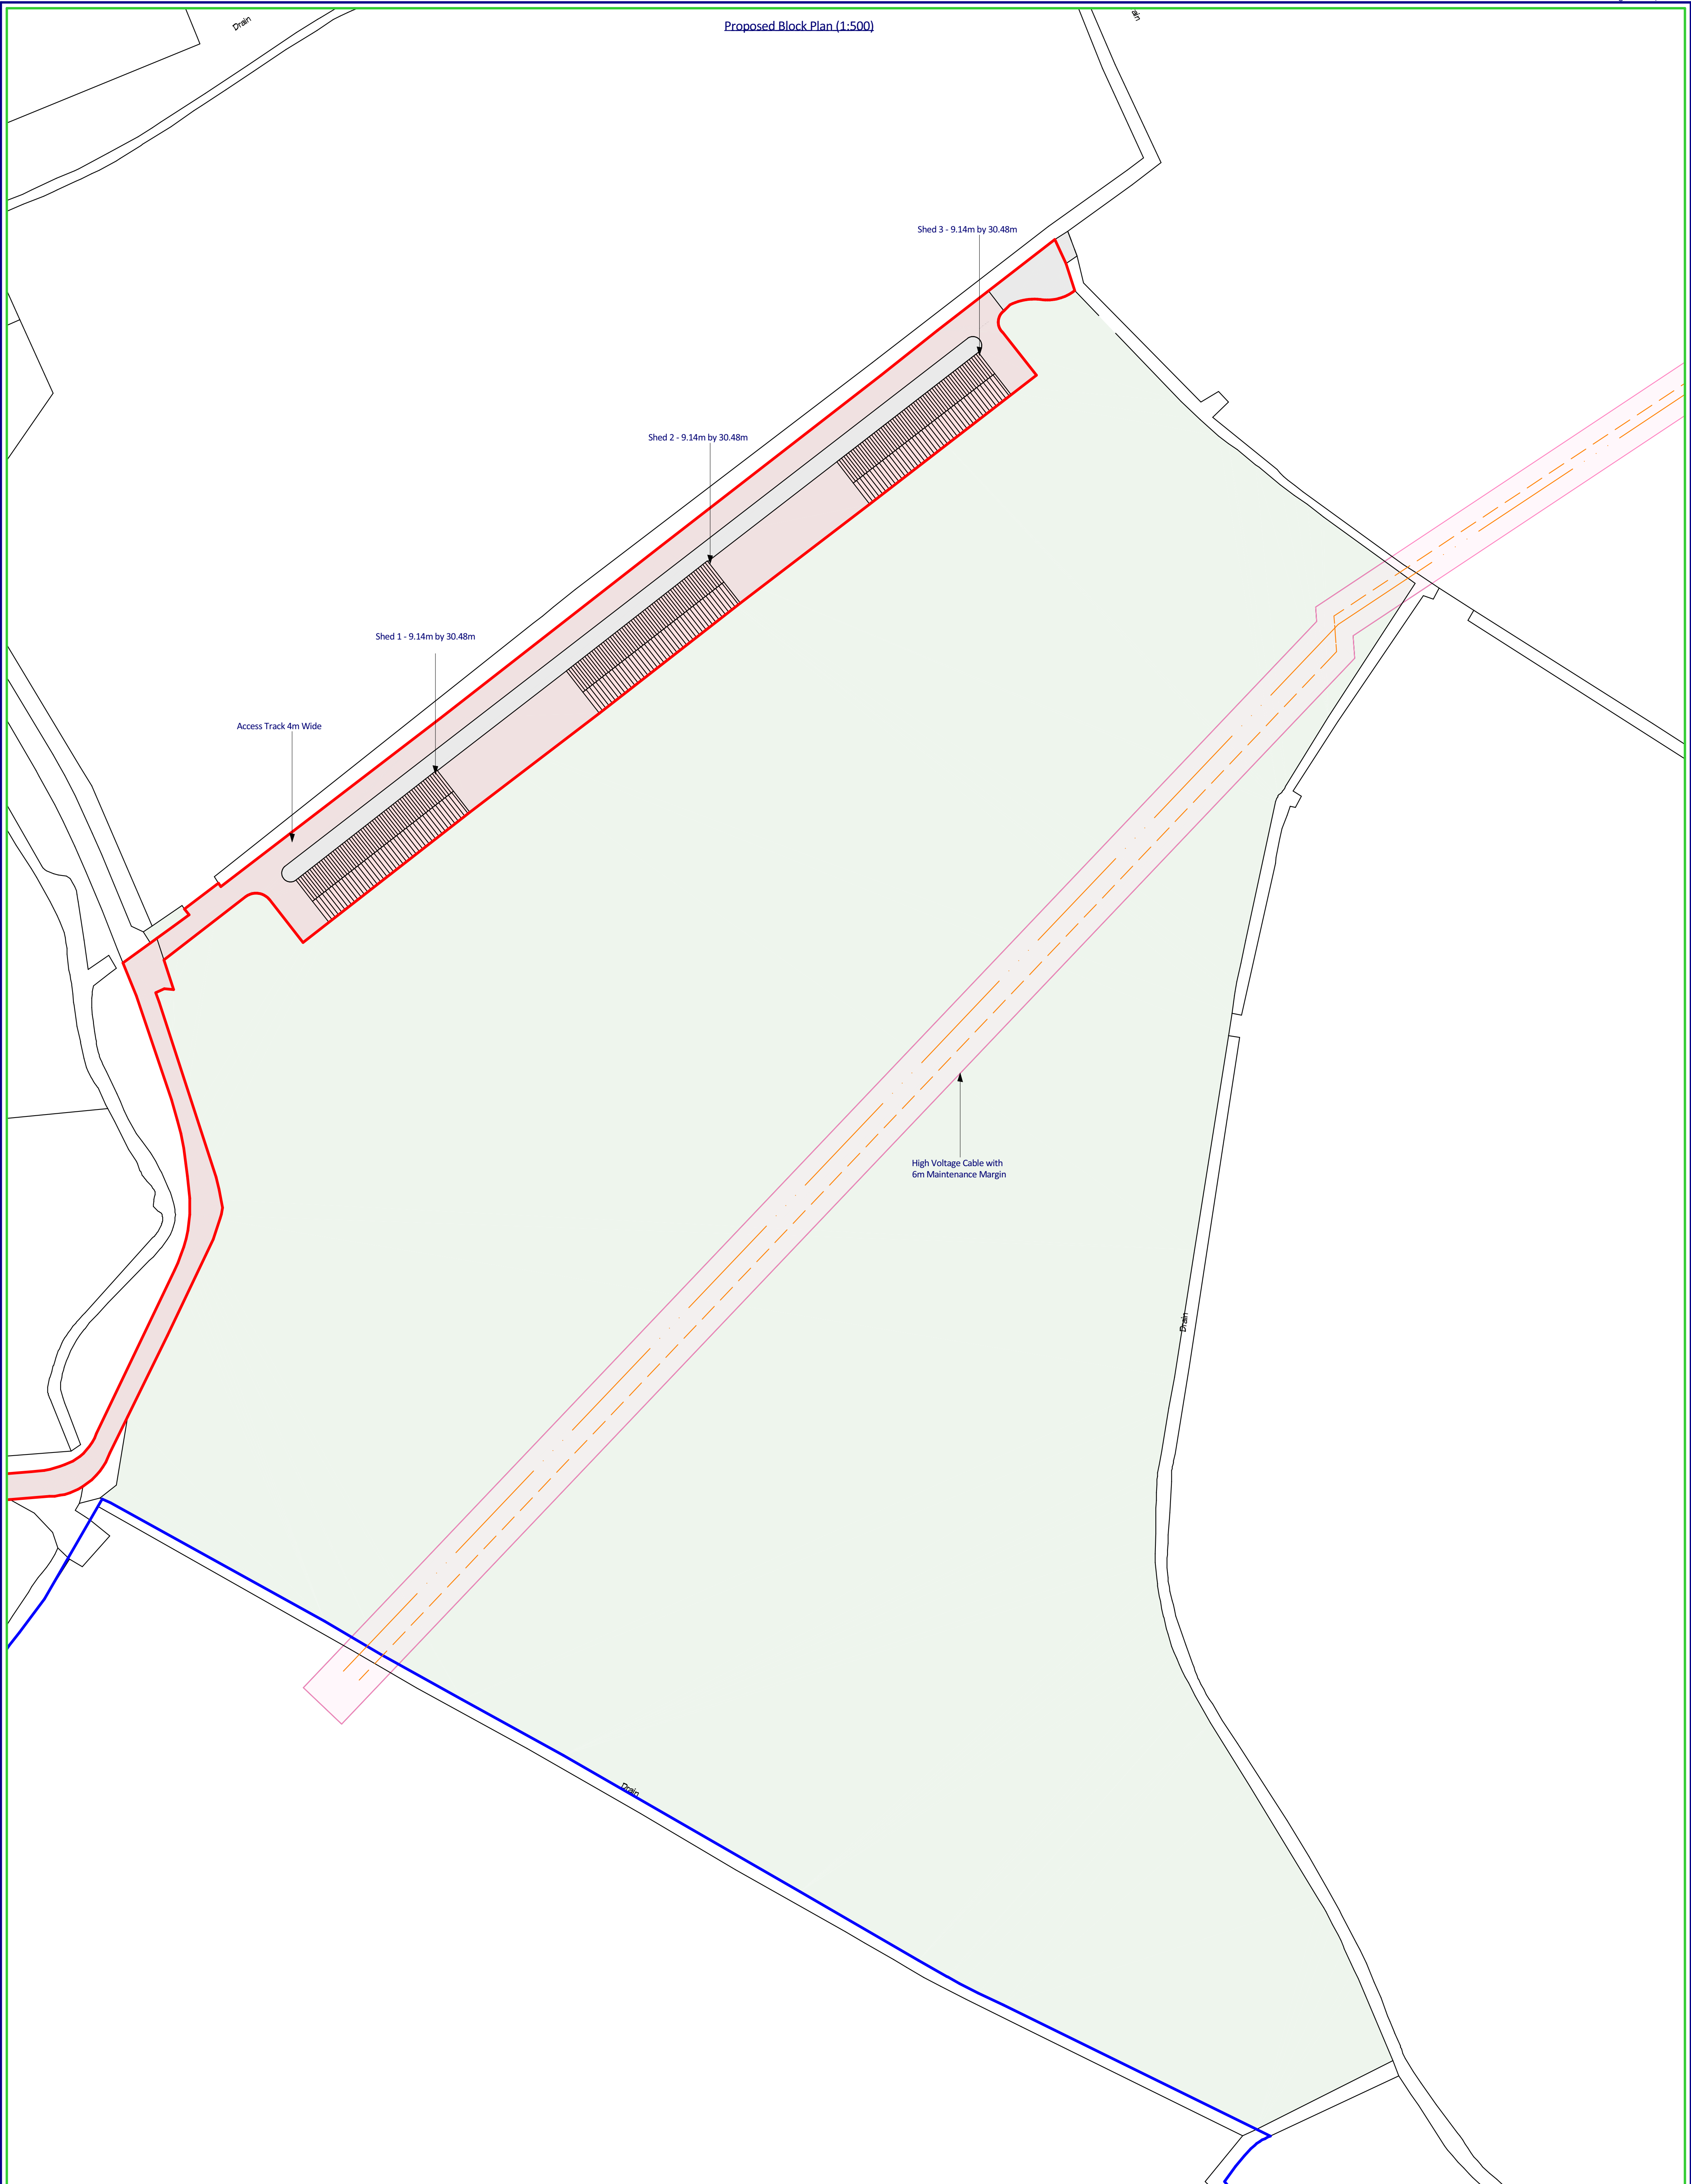 Drain
Proposed Block Plan (1:500)
Shed 3 - 9.14m by 30.48m
Shed 2 - 9.14m by 30.48m
Shed 1 - 9.14m by 30.48m
Access Track 4m Wide
High Voltage Cable with
6m Maintenance Margin
Drain
Drain